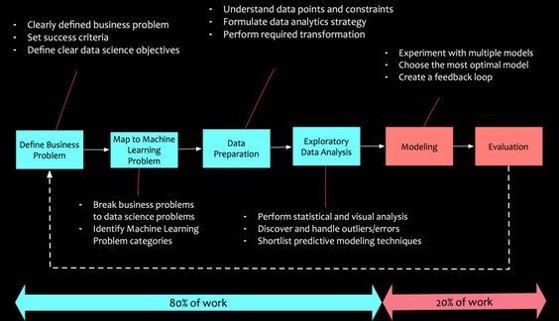 - Clearly defined business problem
- Set success criteria
- Define clear data science objectives
- Understand data points and constraints
- Formulate data analytics strategy
- Perform required transformation
- Experiment with multiple models
- Choose the most optimal model
- Create a feedback loop
Define Business
Problem
Map to Machine
Learning
Problem
Data
Preparation
Exploratory
Data Analysis
Modeling
Evaluation
- Break business problems
to data science problems
- Identify Machine Learning
Problem categories
- Perform statistical and visual analysis
- Discover and handle outliers/errors
- Shortlist predictive modeling techniques
80% of work
20% of work